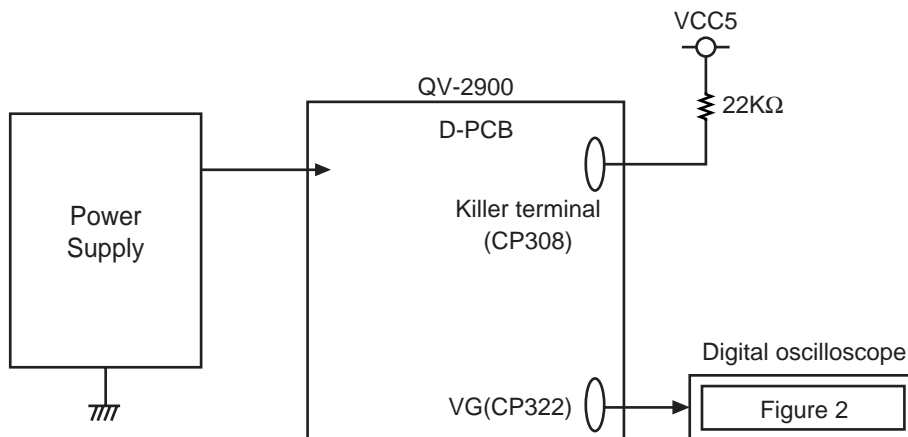 VCC5
QV-2900
22KΩ
D-PCB
Power
Supply
Killer terminal
(CP308)
Digital oscilloscope
VG(CP322)
Figure 2